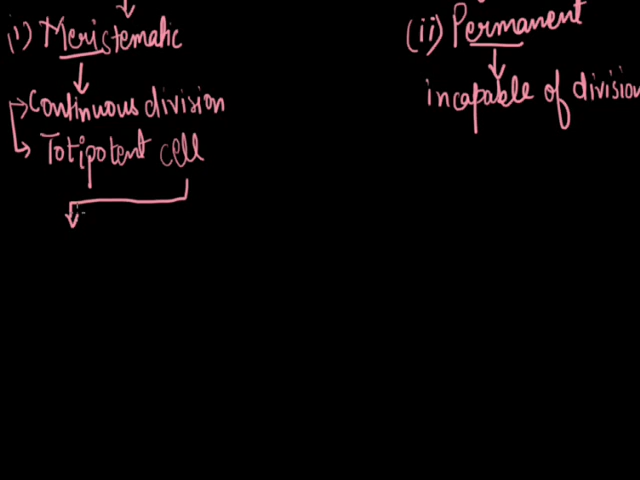 (i) Meristematic
Continuous division
Totipotent cell
(ii) Permanent
incapable of division